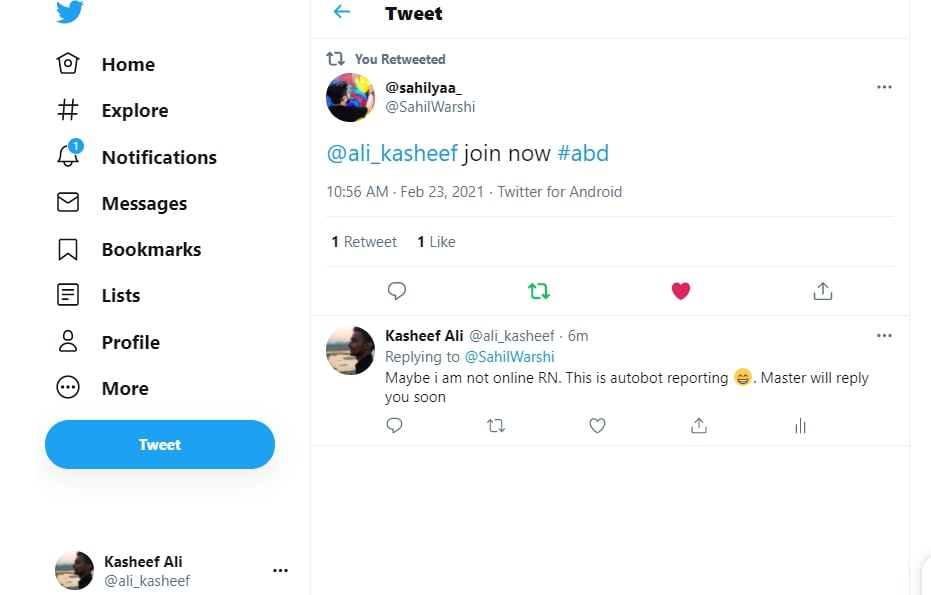 Home
Explore
1
Notifications
Messages
Bookmarks
Lists
Profile
More
Tweet
Kasheef Ali
@ali_kasheef
Tweet
You Retweeted
@sahilyaa_
@SahilWarshi
@ali_kasheef join now #abd
10:56 AM · Feb 23, 2021 · Twitter for Android
1 Retweet 1 Like
Kasheef Ali @ali_kasheef · 6m
Replying to @SahilWarshi
Maybe i am not online RN. This is autobot reporting 😁. Master will reply
you soon